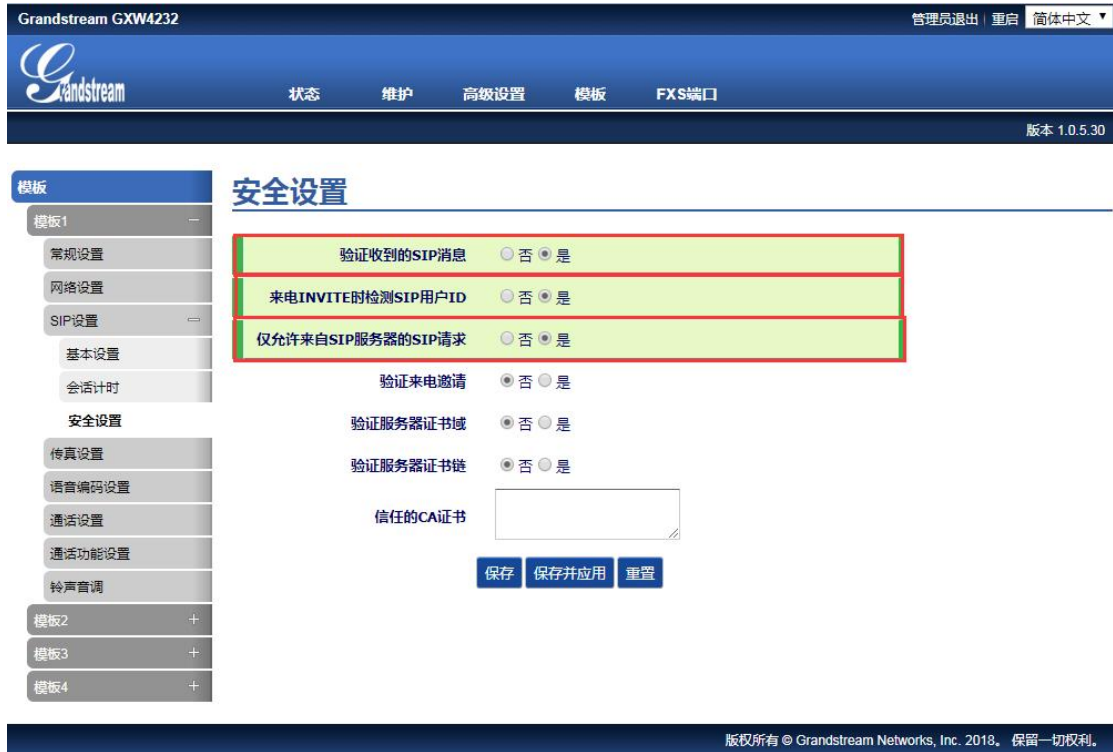 Grandstream GXW4232
管理员退出 | 重启 简体中文
Grandstream
状态 维护 高级设置 模板 FXS端口
版本 1.0.5.30
模板
模板1
常规设置
网络设置
SIP设置
基本设置
会话计时
安全设置
传真设置
语音编码设置
通话设置
通话功能设置
铃声音调
模板2
模板3
模板4
安全设置
验证收到的SIP消息 否 是
来电INVITE时检测SIP用户ID 否 是
仅允许来自SIP服务器的SIP请求 否 是
验证来电邀请 否 是
验证服务器证书域 否 是
验证服务器证书链 否 是
信任的CA证书
保存 保存并应用 重置
版权所有 © Grandstream Networks, Inc. 2018。 保留一切权利。